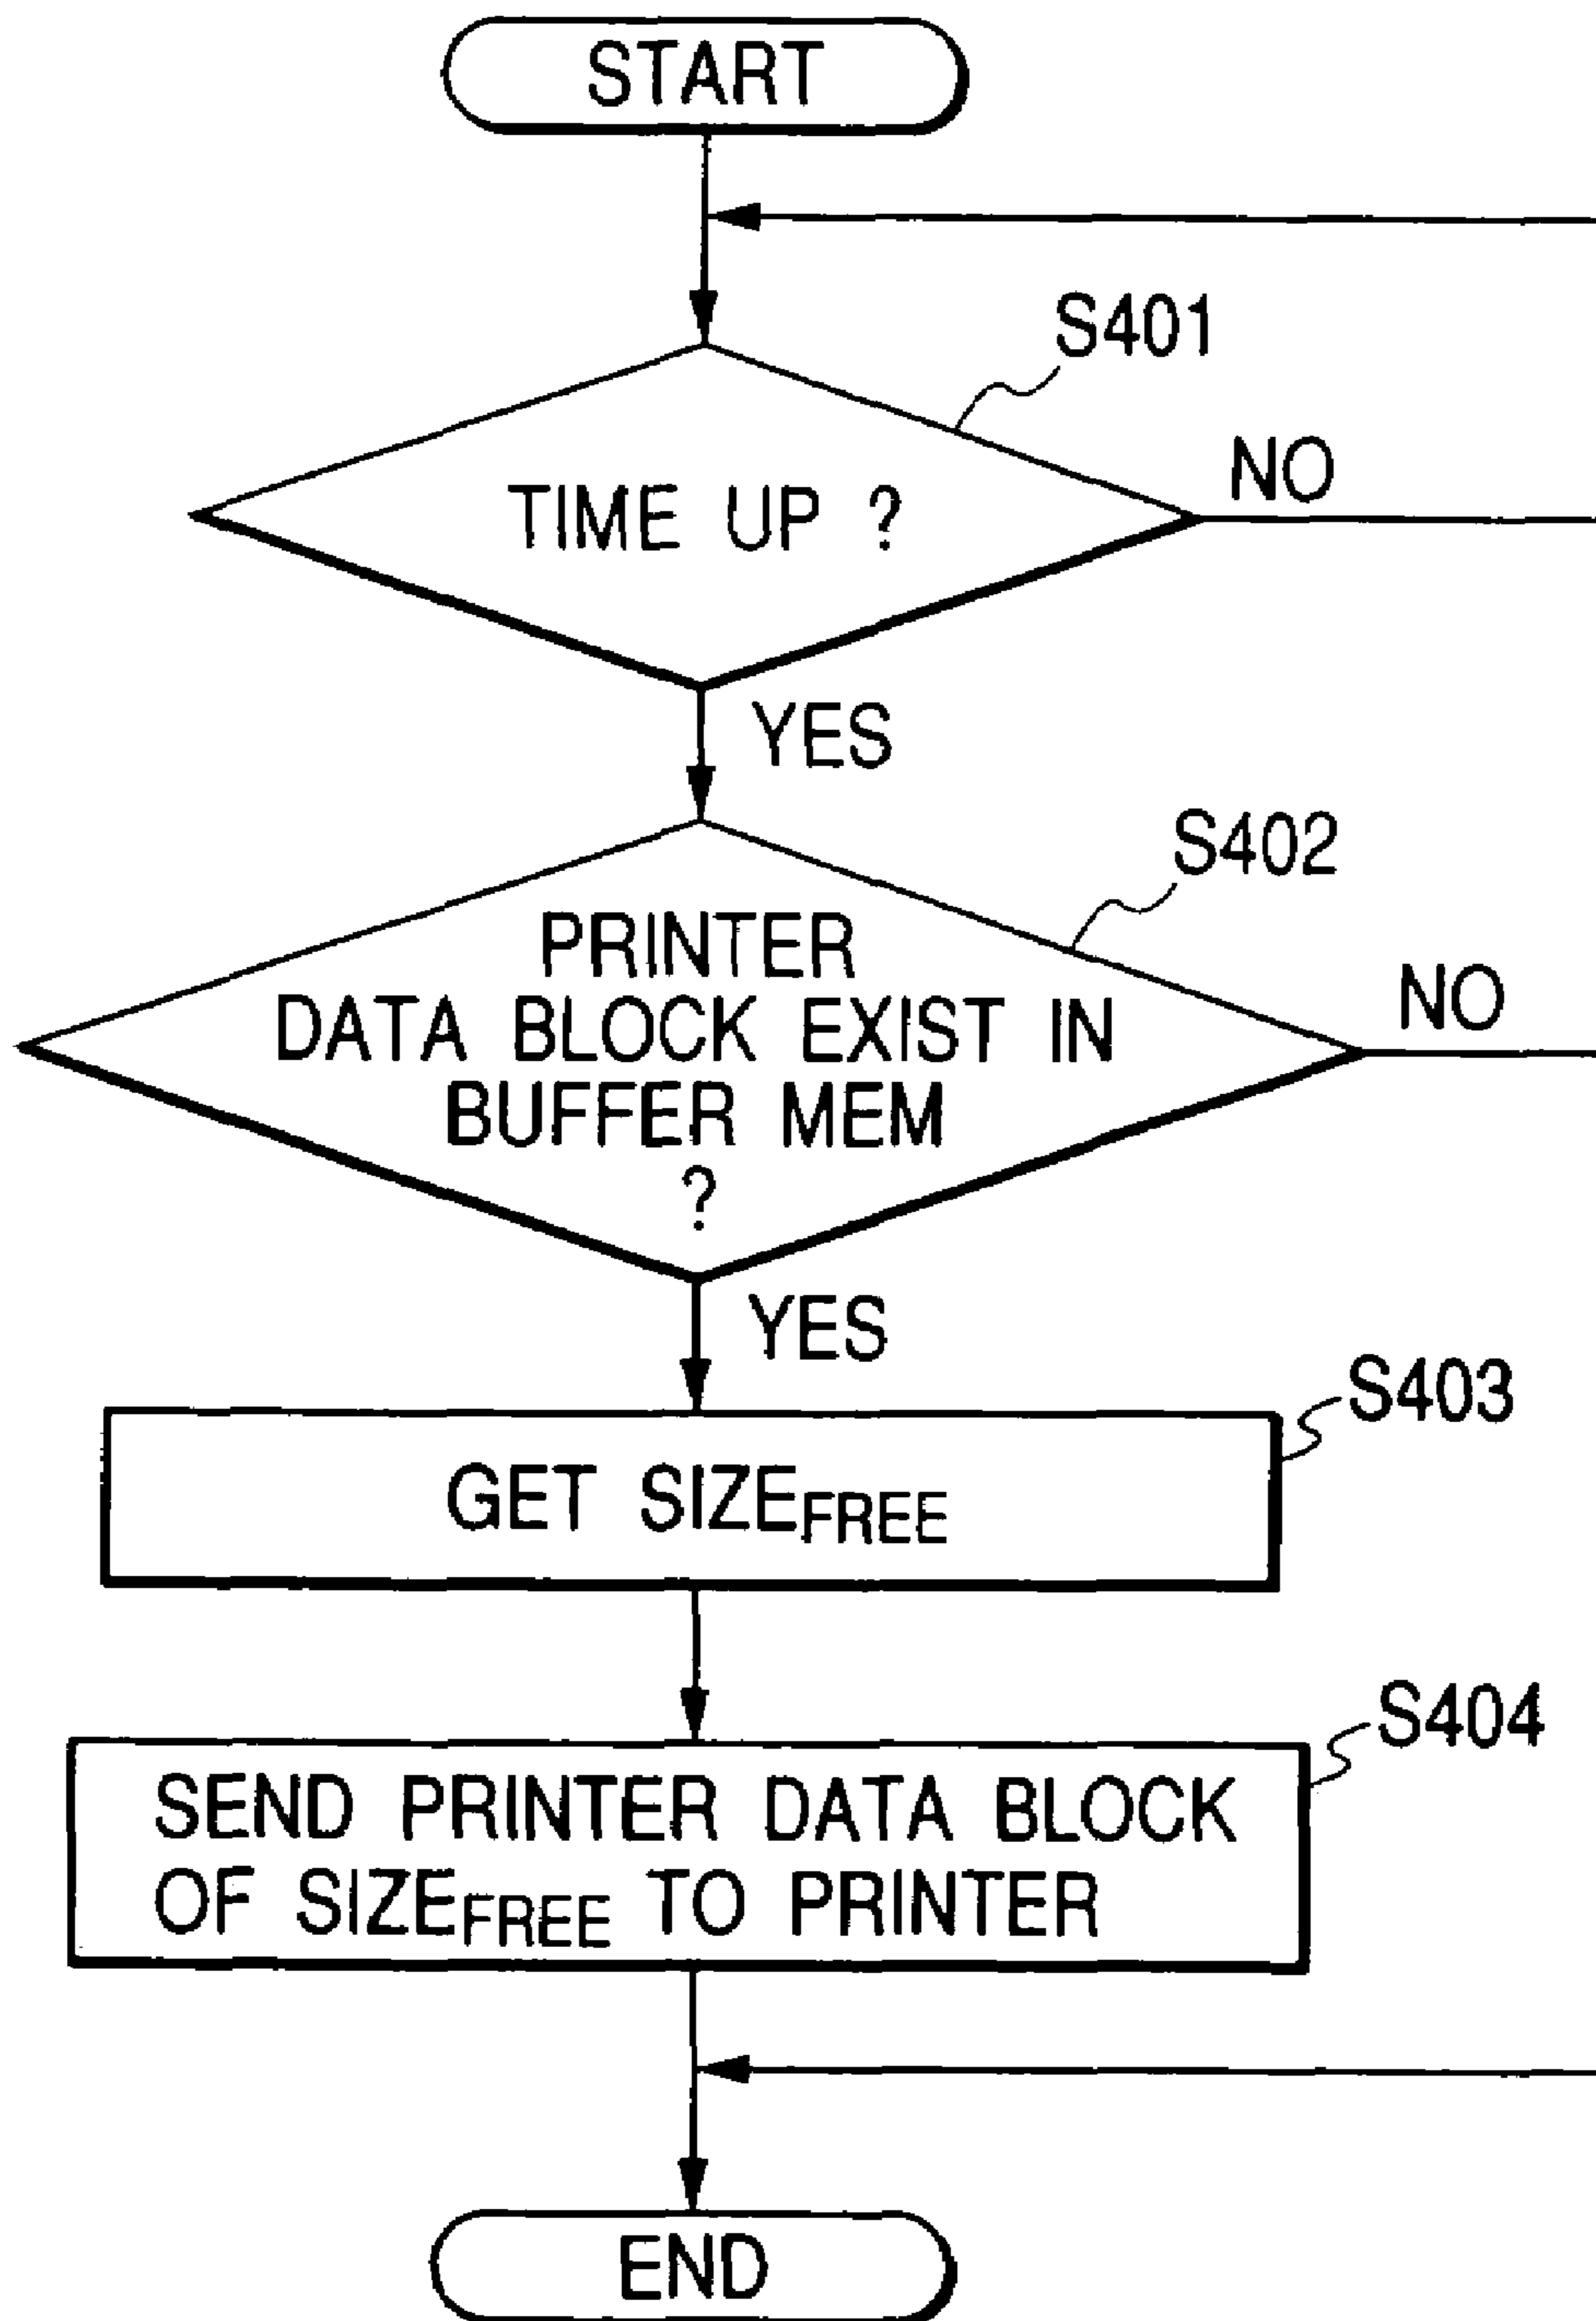 START
S401
TIME UP ?
NO
YES
S402
PRINTER
DATA BLOCK EXIST IN
BUFFER MEM
?
NO
YES
S403
GET SIZEFREE
S404
SEND PRINTER DATA BLOCK
OF SIZEFREE TO PRINTER
END